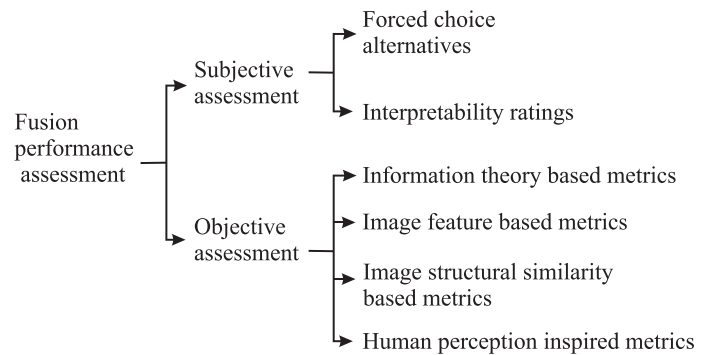 Fusion
performance
assessment
Subjective
assessment
Forced choice
alternatives
Interpretability ratings
Objective
assessment
Information theory based metrics
Image feature based metrics
Image structural similarity
based metrics
Human perception inspired metrics